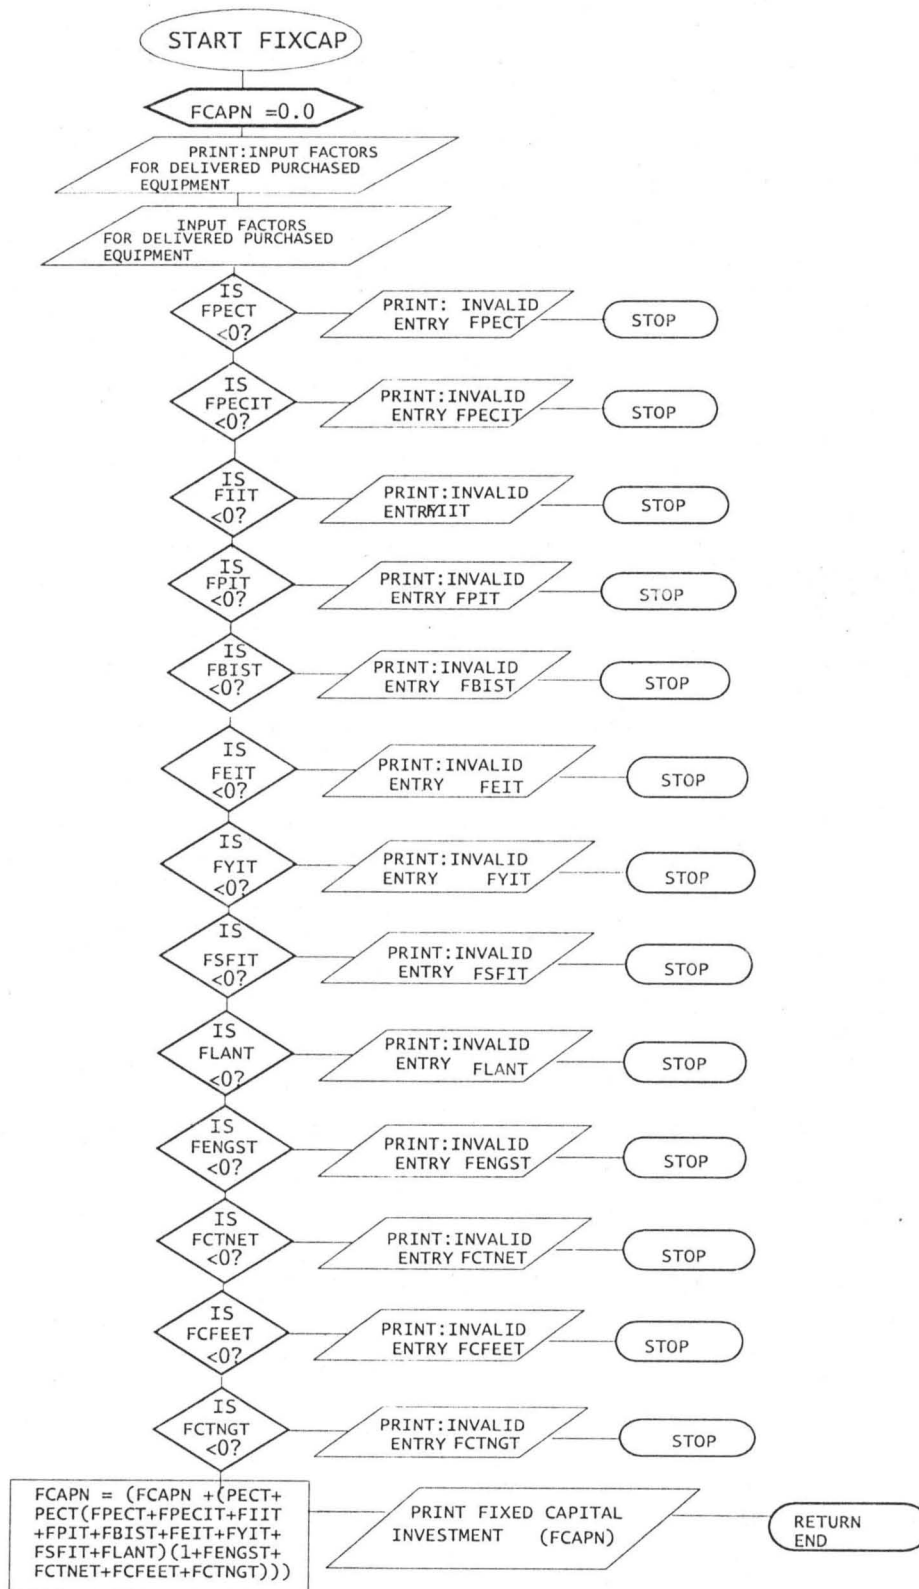 START FIXCAP
FCAPN =0.0
PRINT:INPUT FACTORS
FOR DELIVERED PURCHASED
EQUIPMENT
INPUT FACTORS
FOR DELIVERED PURCHASED
EQUIPMENT
IS
FPECT
<0?
PRINT: INVALID
ENTRY FPECT
STOP
IS
FPECIT
<0?
PRINT:INVALID
ENTRY FPECIT
STOP
IS
FIIT
<0?
PRINT:INVALID
ENTRY FIIT
STOP
IS
FPIT
<0?
PRINT:INVALID
ENTRY FPIT
STOP
IS
FBIST
<0?
PRINT:INVALID
ENTRY FBIST
STOP
IS
FEIT
<0?
PRINT:INVALID
ENTRY FEIT
STOP
IS
FYIT
<0?
PRINT:INVALID
ENTRY FYIT
STOP
IS
FSFIT
<0?
PRINT:INVALID
ENTRY FSFIT
STOP
IS
FLANT
<0?
PRINT:INVALID
ENTRY FLANT
STOP
IS
FENGST
<0?
PRINT:INVALID
ENTRY FENGST
STOP
IS
FCTNET
<0?
PRINT:INVALID
ENTRY FCTNET
STOP
IS
FCFEET
<0?
PRINT:INVALID
ENTRY FCFEET
STOP
IS
FCTNGT
<0?
PRINT:INVALID
ENTRY FCTNGT
STOP
FCAPN = (FCAPN +(PECT+
PECT(FPECT+FPECIT+FIIT
+FPIT+FBIST+FEIT+FYIT+
FSFIT+FLANT)(1+FENGST+
FCTNET+FCFEET+FCTNGT)))
PRINT FIXED CAPITAL
INVESTMENT (FCAPN)
RETURN
END